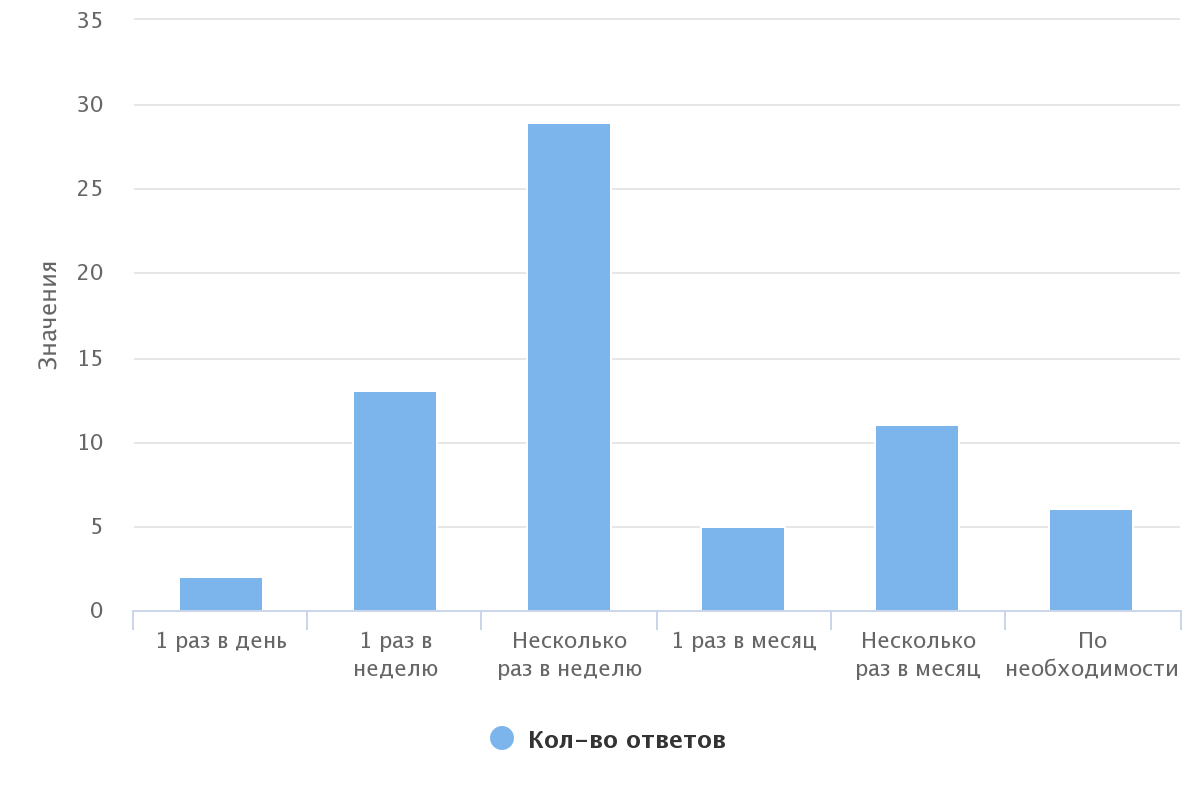 35
30
25
20
15
10
5
0
Значения
1 раз в день
1 раз в
неделю
Несколько
раз в неделю
1 раз в месяц
Несколько
раз в месяц
По
необходимости
Кол-во ответов